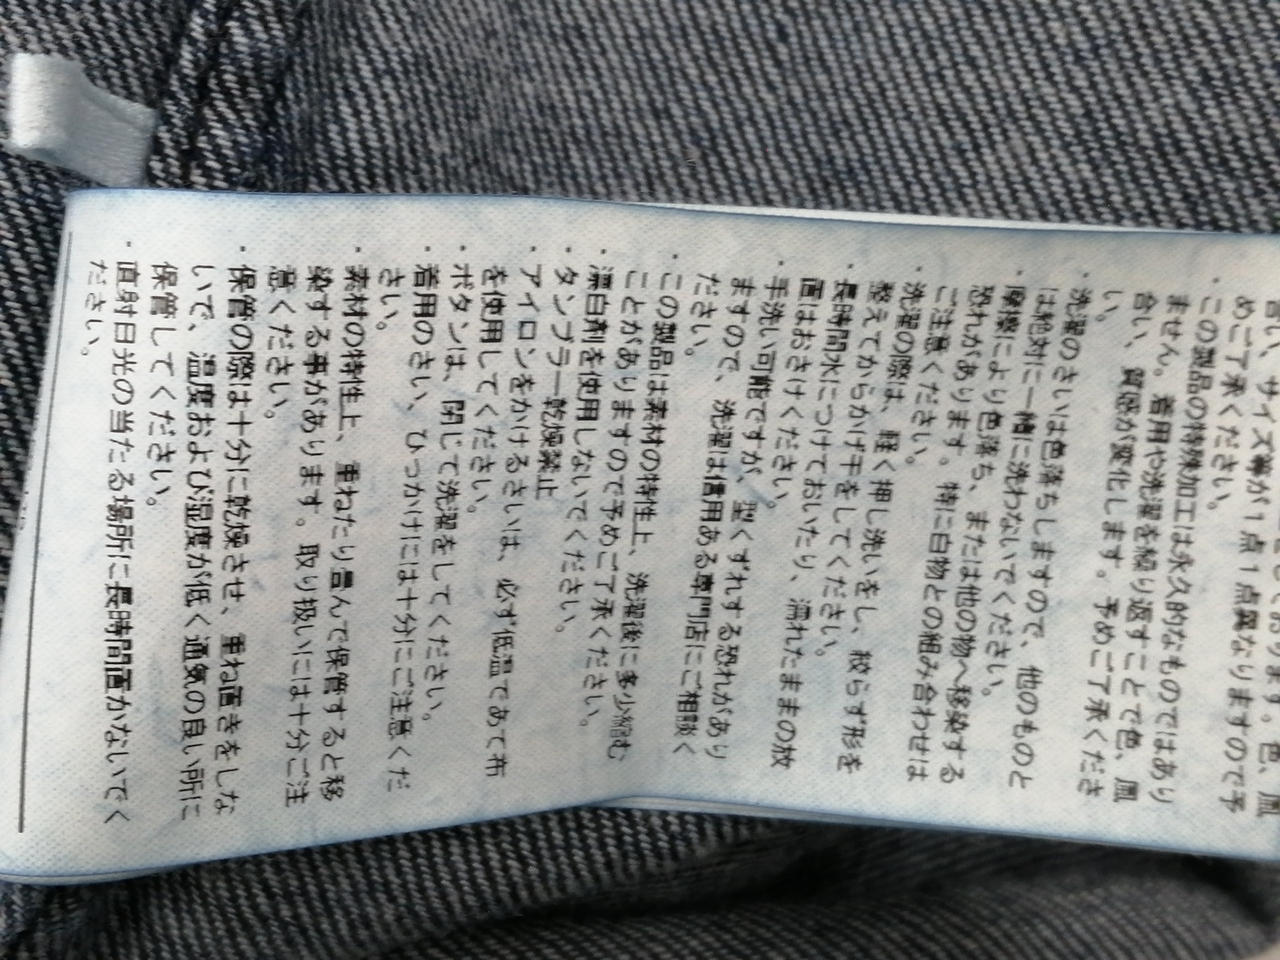 合い、サイズ等が1点1点異なりますので予
めご了承ください。
・この製品の特殊加工は永久的なものではあり
ません。着用や洗濯を繰り返すことで色、風
合い、質感が変化します。予めご了承くださ
い。
・洗濯のさいは色落ちしますので、他のものと
は絶対に一緒に洗わないでください。
・摩擦により色落ち、または他の物へ移染する
恐れがあります。特に白物との組み合わせは
ご注意ください。
・洗濯の際は、軽く押し洗いをし、絞らず形を
整えてからかげ干をしてください。
・長時間水につけておいたり、濡れたままの放
置はおさけください。
・手洗い可能ですが、型くずれする恐れがあり
ますので、洗濯は信用ある専門店にご相談く
ださい。
・この製品は素材の特性上、洗濯後に多少縮む
ことがありますので予めご了承ください。
・漂白剤を使用しないでください。
・タンブラー乾燥禁止
・アイロンをかけるさいは、必ず低温であて布
を使用してください。
・ボタンは、閉じて洗濯をしてください。
・着用のさい、ひっかけには十分にご注意くだ
さい。
・素材の特性上、重ねたり畳んで保管すると移
染する事があります。取り扱いには十分ご注
意ください。
・保管の際は十分に乾燥させ、重ね置きをしな
いで、温度および湿度が低く通気の良い所に
保管してください。
・直射日光の当たる場所に長時間置かないでく
ださい。